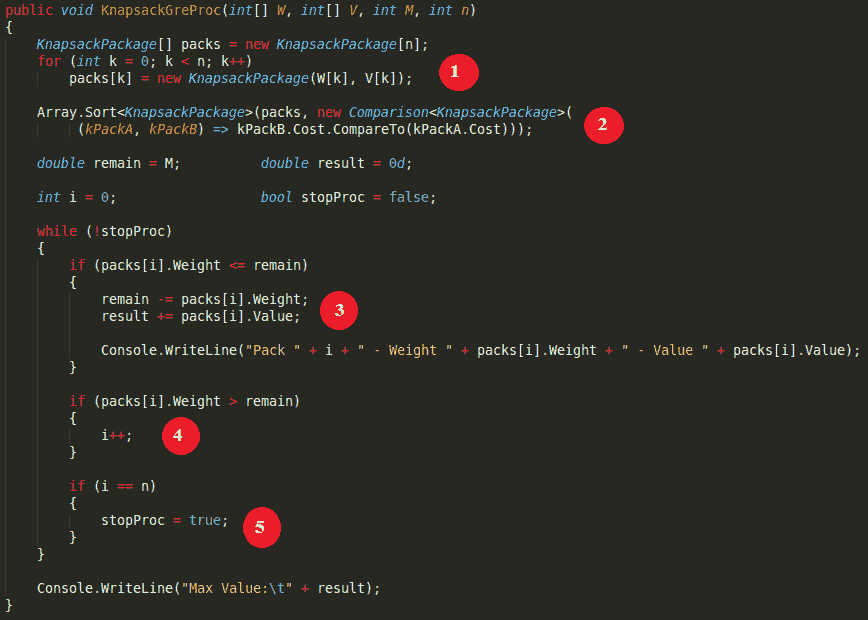 public void KnapsackGreProc(int[] W, int[] V, int M, int n)
{
    KnapsackPackage[] packs = new KnapsackPackage[n];
    for (int k = 0; k < n; k++)
        packs[k] = new KnapsackPackage(W[k], V[k]);
1
    Array.Sort<KnapsackPackage>(packs, new Comparison<KnapsackPackage>(
        (kPackA, kPackB) => kPackB.Cost.CompareTo(kPackA.Cost)));
2
    double remain = M;          double result = 0d;
    int i = 0;                  bool stopProc = false;
    while (!stopProc)
    {
        if (packs[i].Weight <= remain)
        {
            remain -= packs[i].Weight;
            result += packs[i].Value;
3
            Console.WriteLine("Pack " + i + " - Weight " + packs[i].Weight + " - Value " + packs[i].Value);
        }
        if (packs[i].Weight > remain)
        {
            i++;
4
        }
        if (i == n)
        {
            stopProc = true;
5
        }
    }
    Console.WriteLine("Max Value:\t" + result);
}